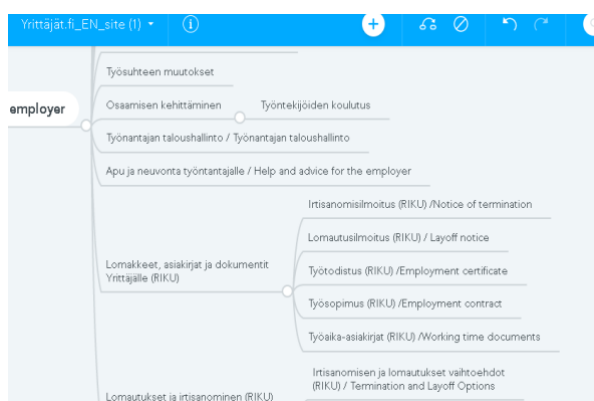 Yrittäjät.fi_EN_site (1)
employer
Työsuhteen muutokset
Osaamisen kehittäminen
Työntekijöiden koulutus
Työnantajan taloushallinto / Työnantajan taloushallinto
Apu ja neuvonta työntantajalle / Help and advice for the employer
Irtisanomisilmoitus (RIKU) /Notice of termination
Lomautusilmoitus (RIKU) / Layoff notice
Lomakkeet, asiakirjat ja dokumentit
Yrittäjälle (RIKU)
Työtodistus (RIKU) /Employment certificate
Työsopimus (RIKU) /Employment contract
Työaika-asiakirjat (RIKU) /Working time documents
Irtisanomisen ja lomautukset vaihtoehdot
(RIKU) / Termination and Layoff Options
Lomautukset ja irtisanominen (RIKU)